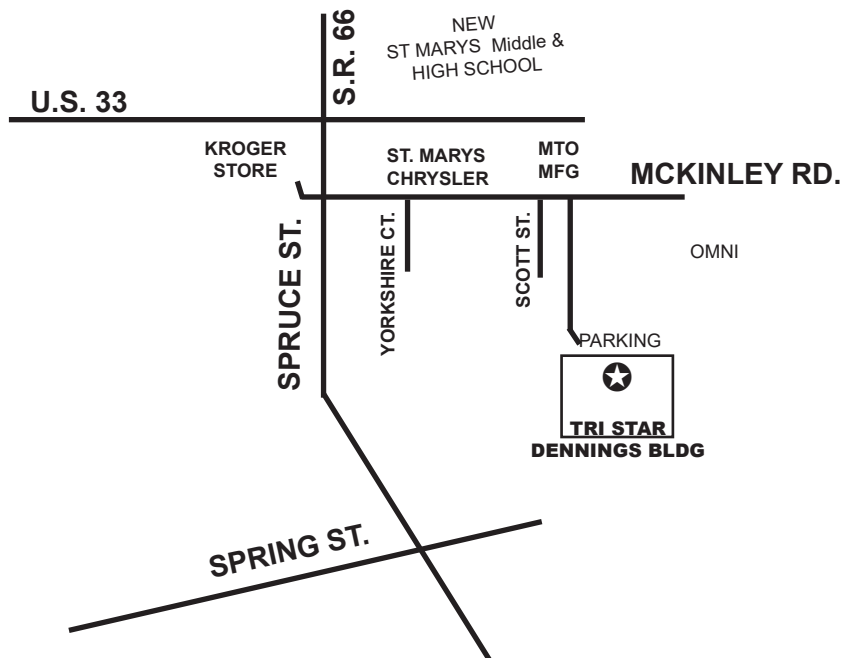 NEW
ST MARYS Middle &
HIGH SCHOOL
S.R. 66
U.S. 33
KROGER
STORE
ST. MARYS
CHRYSLER
MTO
MFG
MCKINLEY RD.
SPRUCE ST.
YORKSHIRE CT.
SCOTT ST.
OMNI
PARKING
TRI STAR
DENNINGS BLDG
SPRING ST.